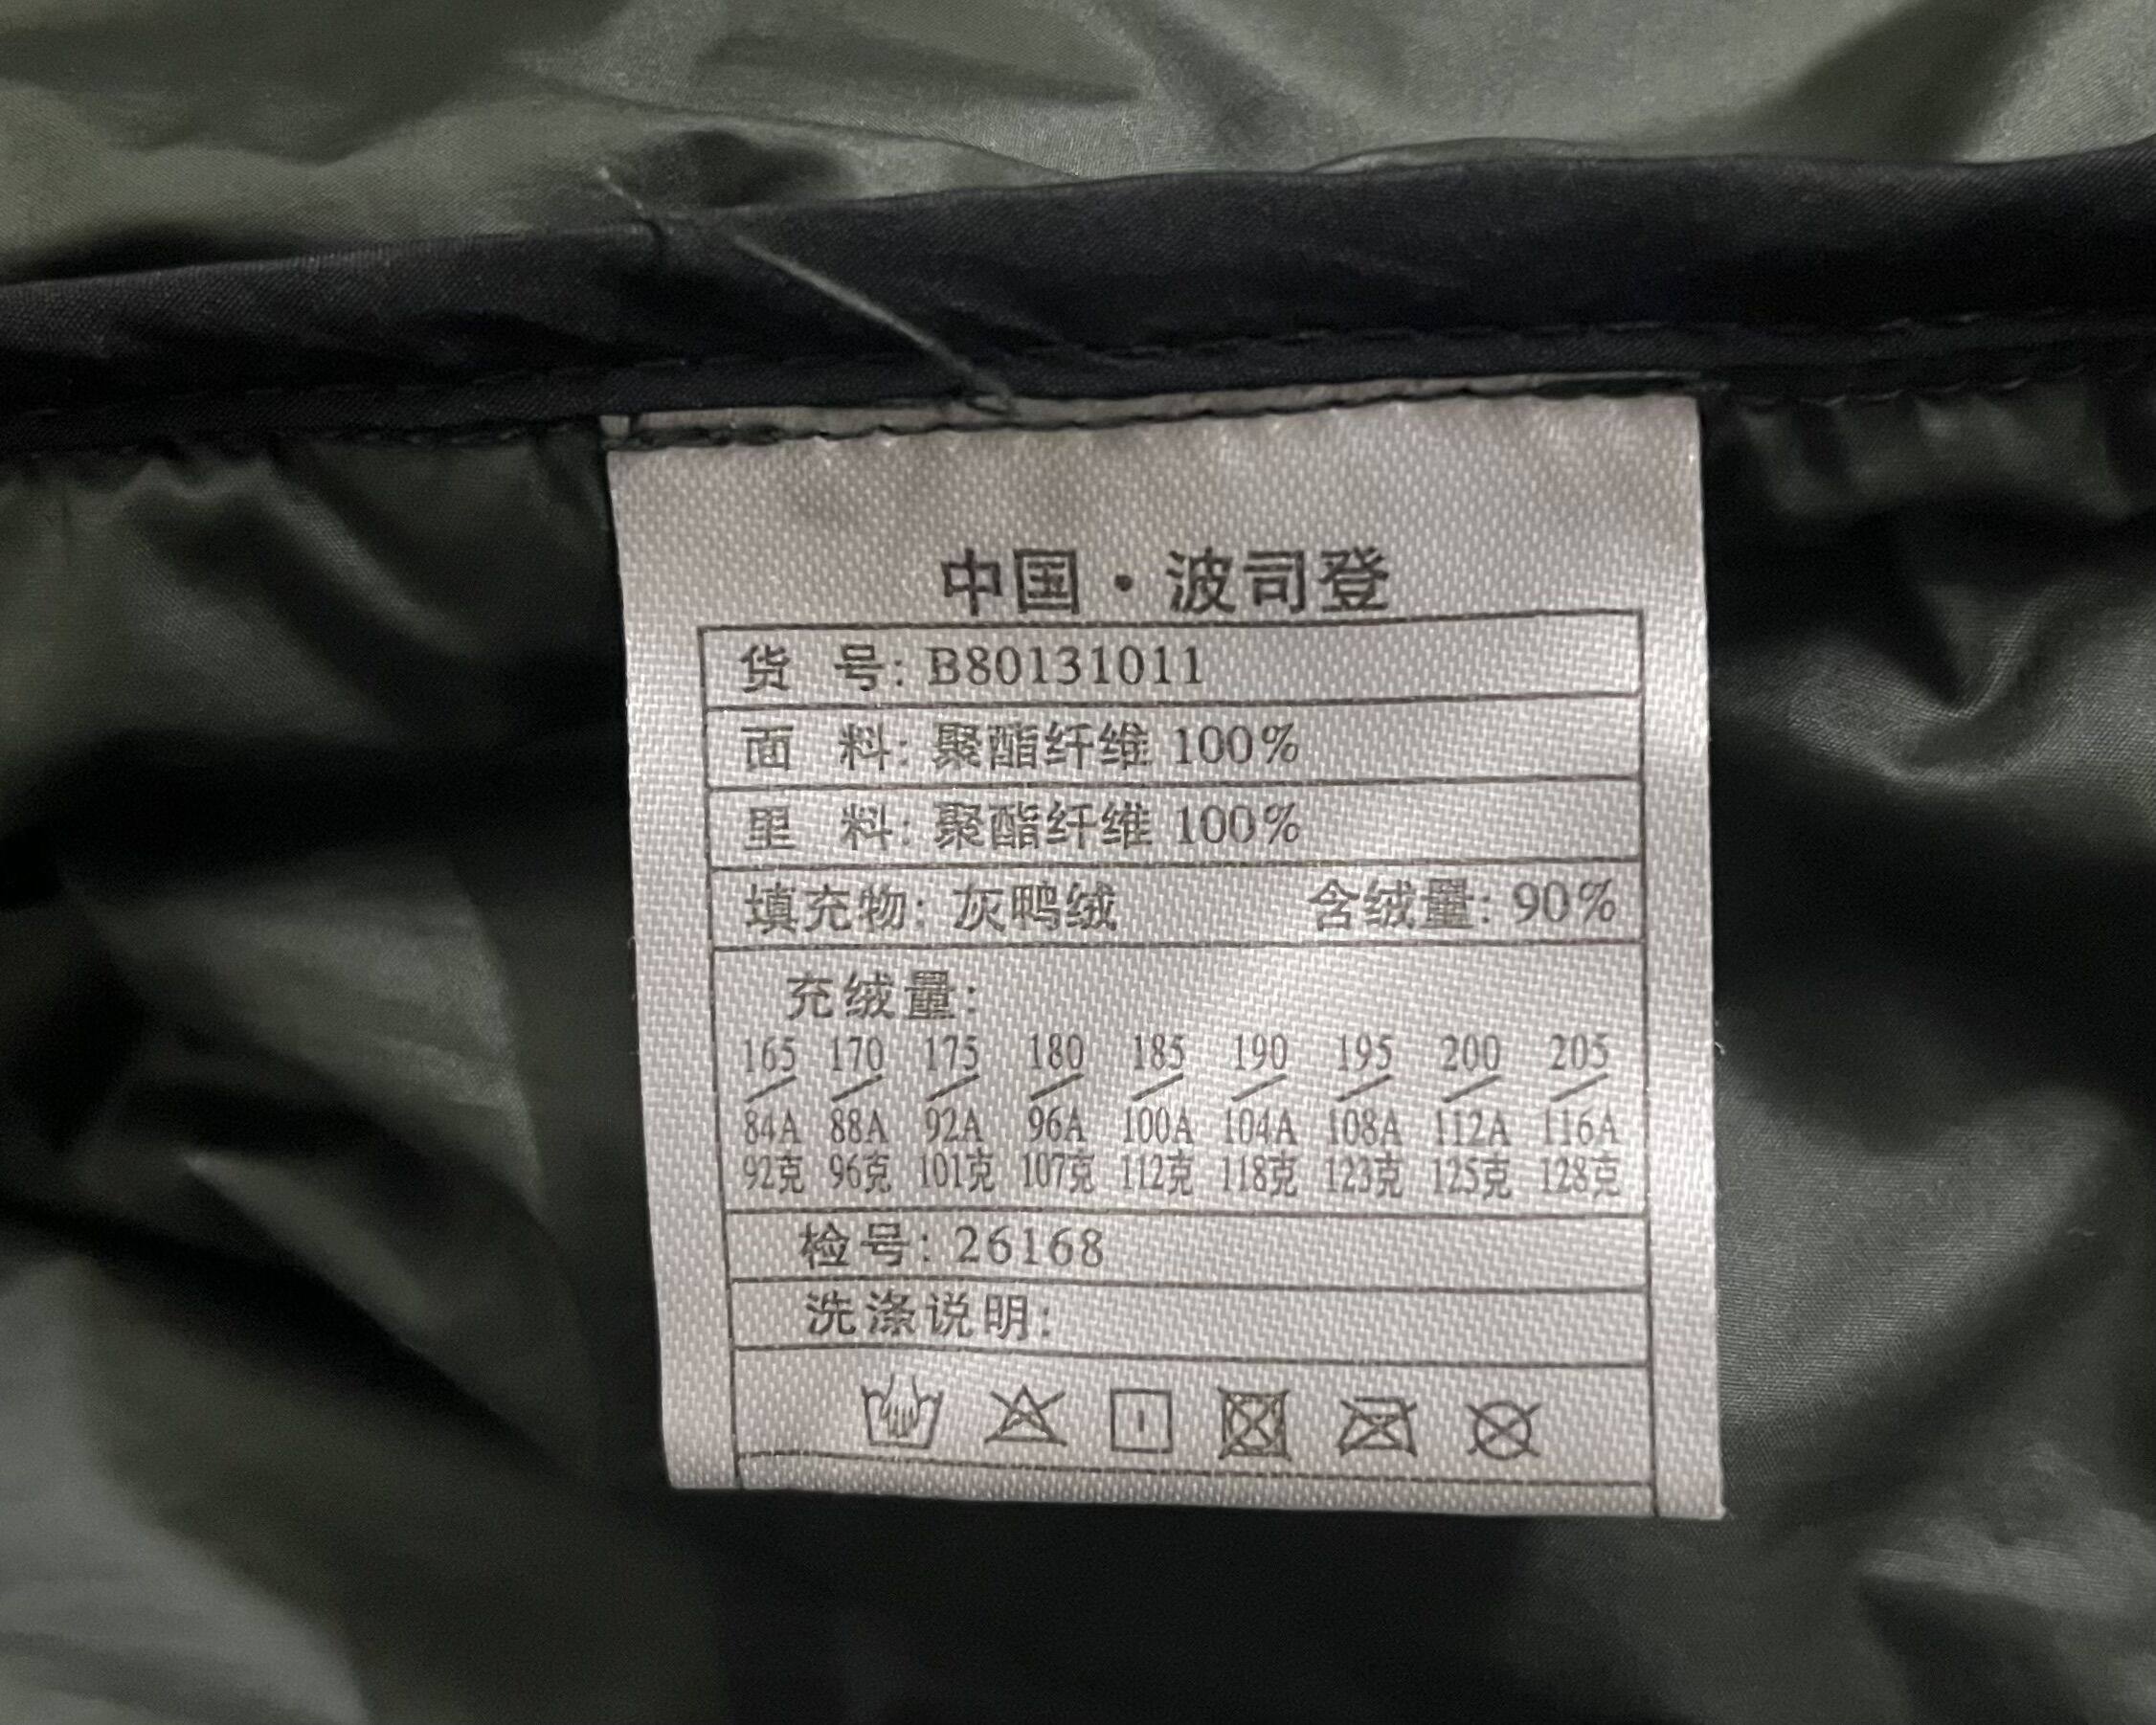 中国·波司登
货 号: B80131011
面 料: 聚酯纤维 100%
里 料: 聚酯纤维 100%
填充物: 灰鸭绒 含绒量: 90%
充绒量:
165 170 175 180 185 190 195 200 205
84A 88A 92A 96A 100A 104A 108A 112A 116A
92克 96克 101克 107克 112克 118克 123克 125克 128克
检号: 26168
洗涤说明: